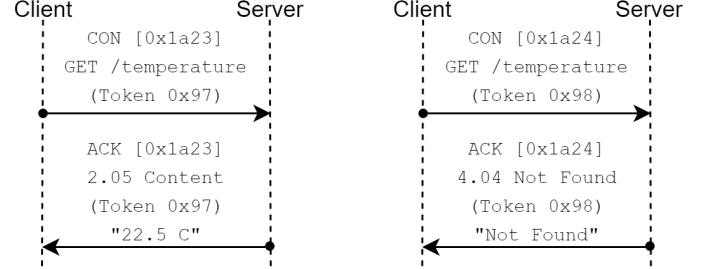 Client Server
CON [0x1a23]
GET /temperature
(Token 0x97)
ACK [0x1a23]
2.05 Content
(Token 0x97)
"22.5 C"
Client Server
CON [0x1a24]
GET /temperature
(Token 0x98)
ACK [0x1a24]
4.04 Not Found
(Token 0x98)
"Not Found"